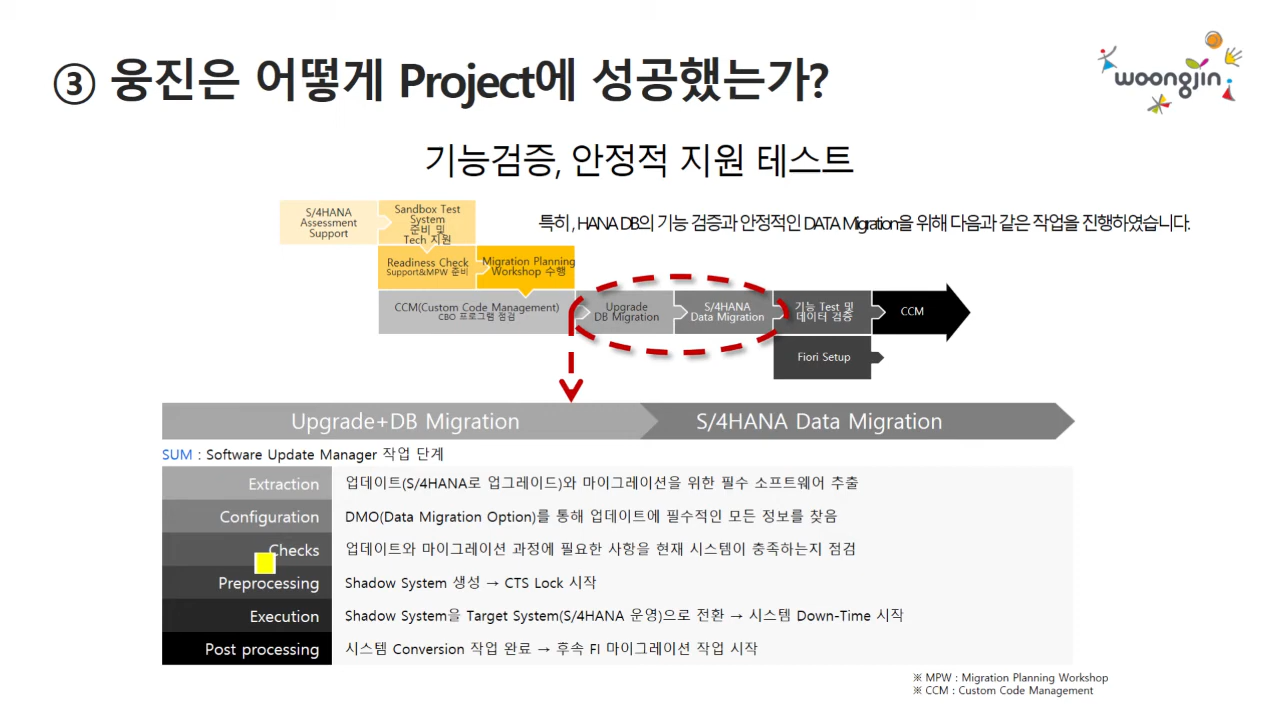 ③ 웅진은 어떻게 Project에 성공했는가?
woongjin
기능검증, 안정적 지원 테스트
특히, HANA DB의 기능 검증과 안정적인 DATA Migration을 위해 다음과 같은 작업을 진행하였습니다.
S/4HANA
Assessment
Support
Sandbox Test
System
준비 및
Tech 지원
Readiness Check
Support&MPW 준비
Migration Planning
Workshop 수행
CCM(Custom Code Management)
CBO 프로그램 점검
Upgrade
DB Migration
S/4HANA
Data Migration
기능 Test 및
데이터 검증
CCM
Fiori Setup
Upgrade+DB Migration
S/4HANA Data Migration
SUM : Software Update Manager 작업 단계
Extraction 업데이트(S/4HANA로 업그레이드)와 마이그레이션을 위한 필수 소프트웨어 추출
Configuration DMO(Data Migration Option)를 통해 업데이트에 필수적인 모든 정보를 찾음
Checks 업데이트와 마이그레이션 과정에 필요한 사항을 현재 시스템이 충족하는지 점검
Preprocessing Shadow System 생성 → CTS Lock 시작
Execution Shadow System을 Target System(S/4HANA 운영)으로 전환 → 시스템 Down-Time 시작
Post processing 시스템 Conversion 작업 완료 → 후속 FI 마이그레이션 작업 시작
※ MPW : Migration Planning Workshop
※ CCM : Custom Code Management